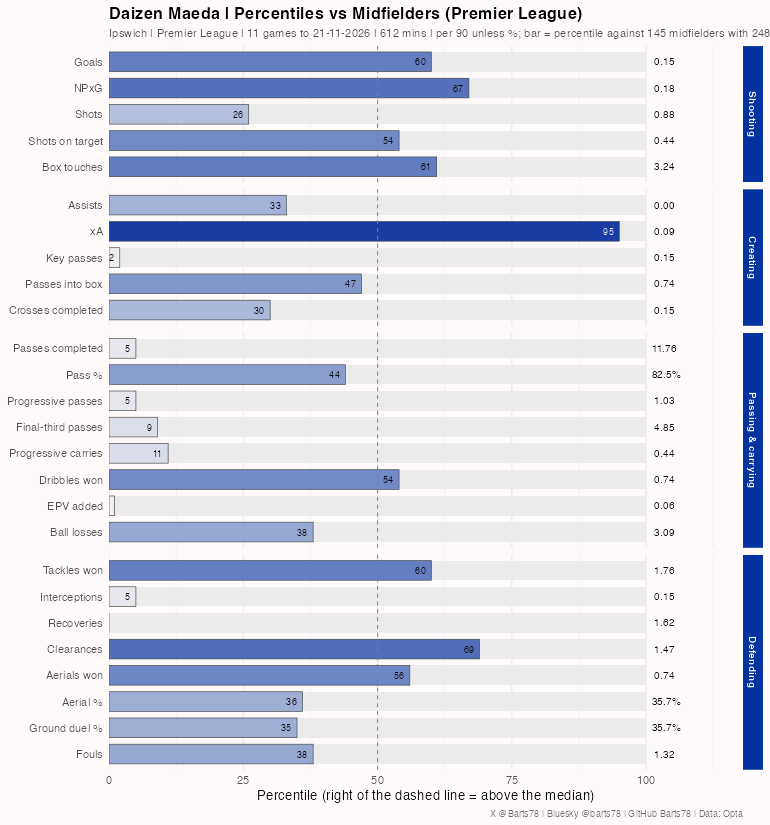 Daizen Maeda | Percentiles vs Midfielders (Premier League)
Ipswich | Premier League | 11 games to 21-11-2026 | 612 mins | per 90 unless %; bar = percentile against 145 midfielders with 248
Goals 60 0.15
NPxG 67 0.18
Shots 26 0.88
Shots on target 54 0.44
Box touches 61 3.24
Shooting
Assists 33 0.00
xA 95 0.09
Key passes 2 0.15
Passes into box 47 0.74
Crosses completed 30 0.15
Creating
Passes completed 5 11.76
Pass % 44 82.5%
Progressive passes 5 1.03
Final-third passes 9 4.85
Progressive carries 11 0.44
Dribbles won 54 0.74
EPV added 0.06
Ball losses 38 3.09
Passing & carrying
Tackles won 60 1.76
Interceptions 5 0.15
Recoveries 1.62
Clearances 69 1.47
Aerials won 56 0.74
Aerial % 36 35.7%
Ground duel % 35 35.7%
Fouls 38 1.32
Defending
0 25 50 75 100
Percentile (right of the dashed line = above the median)
X @Barts78 | Bluesky @barts78 | GitHub Barts78 | Data: Opta